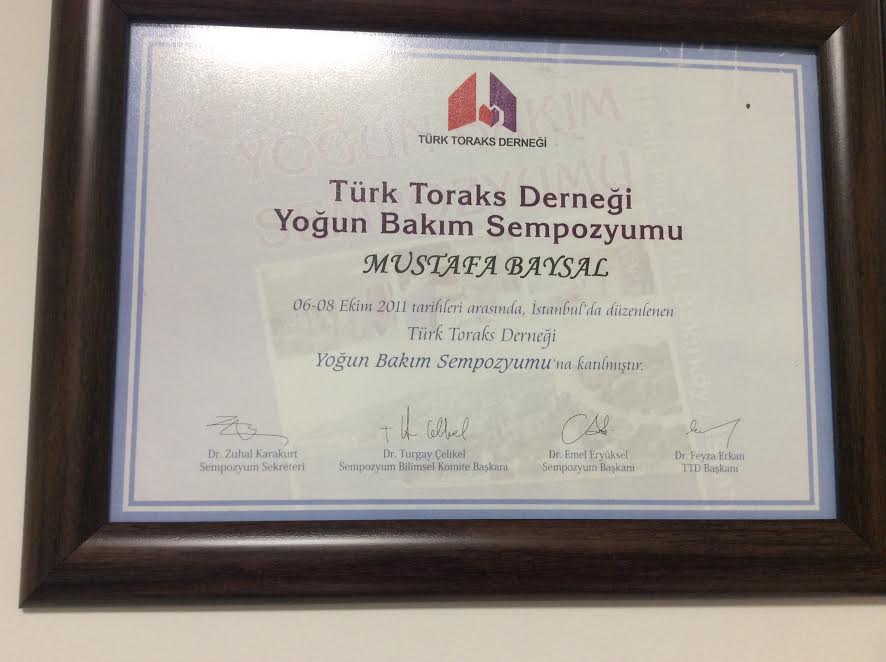 TÜRK TORAKS DERNEĞİ
Türk Toraks Derneği
Yoğun Bakım Sempozyumu
MUSTAFA BAYSAL
06-08 Ekim 2011 tarihleri arasında, İstanbul'da düzenlenen
Türk Toraks Derneği
Yoğun Bakım Sempozyumu'na katılmıştır.
Dr. Zuhal Karakurt
Sempozyum Sekreteri
Dr. Turgay Çelikel
Sempozyum Bilimsel Komite Başkanı
Dr. Emel Eryüksel
Sempozyum Başkanı
Dr. Feyza Erkan
TTD Başkanı